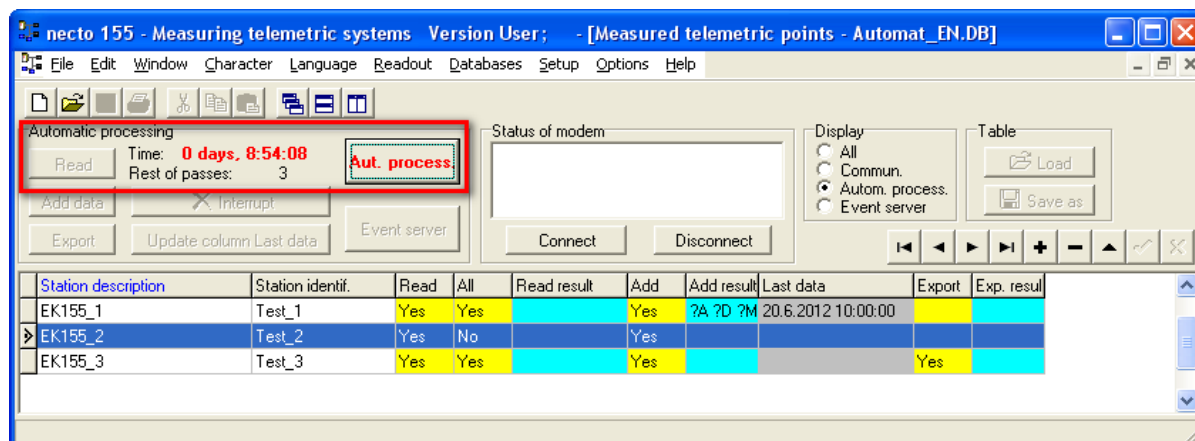 necto 155 - Measuring telemetric systems Version User; - [Measured telemetric points - Automat_EN.DB]
File Edit Window Character Language Readout Databases Setup Options Help
Automatic processing
Read
Time: 0 days, 8:54:08
Rest of passes: 3
Aut. process.
Add data
Interrupt
Export
Update column Last data
Event server
Status of modem
Connect
Disconnect
Display
All
Commun.
Autom. process.
Event server
Table
Load
Save as
Station description Station identif. Read All Read result Add Add result Last data Export Exp. resul
EK155_1 Test_1 Yes Yes Yes ?A ?D ?M 20.6.2012 10:00:00
EK155_2 Test_2 Yes No Yes
EK155_3 Test_3 Yes Yes Yes Yes